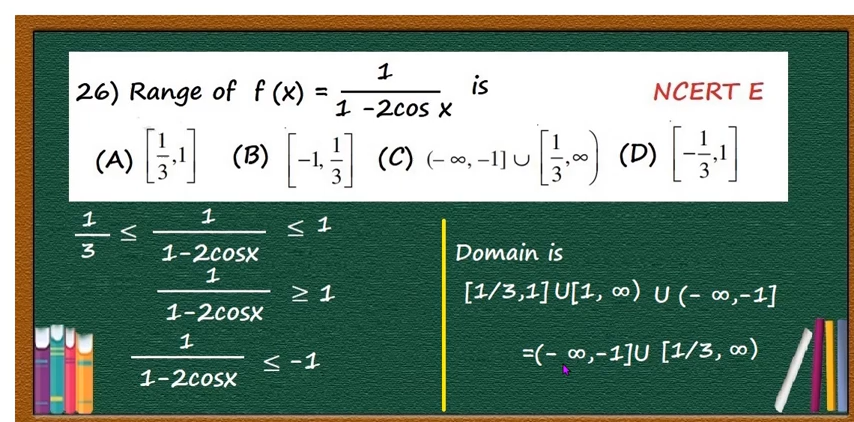 26) Range of f (x) = 1 / (1 -2cos x) is
NCERT E
(A) [1/3, 1] (B) [-1, 1/3] (C) (- ∞, -1] ∪ [1/3, ∞) (D) [-1/3, 1]
1/3 ≤ 1/(1-2cosx) ≤ 1
1/(1-2cosx) ≥ 1
1/(1-2cosx) ≤ -1
Domain is
[1/3,1] U[1, ∞) U (- ∞,-1]
=(- ∞,-1]U [1/3, ∞)